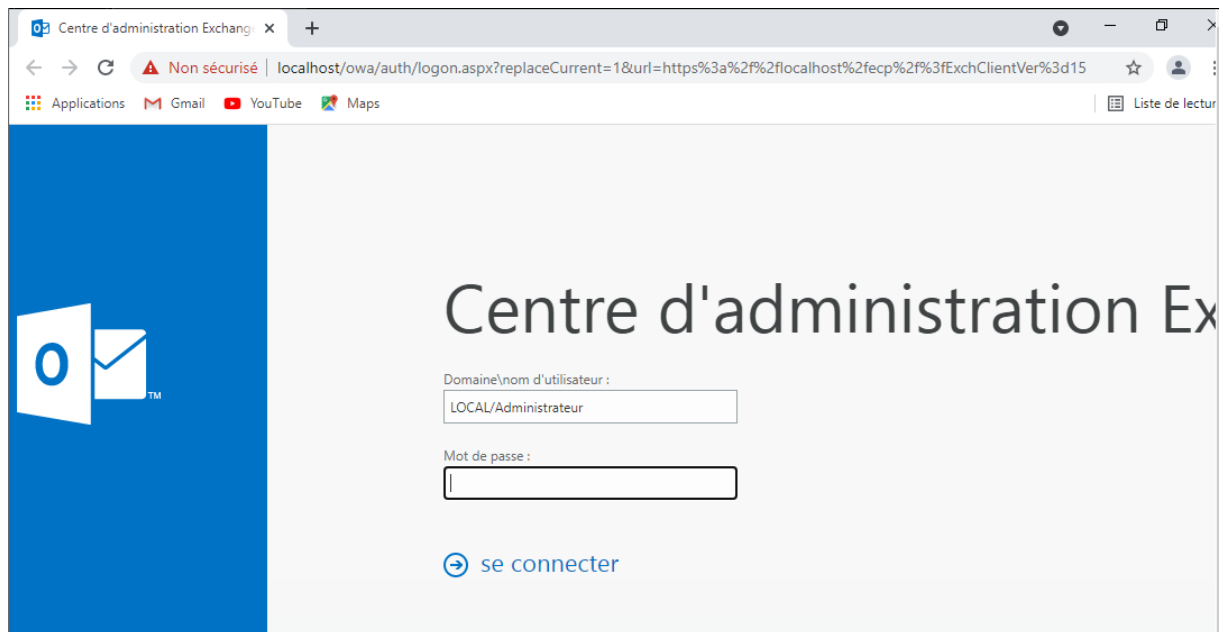 Centre d'administration Exchang
Non sécurisé | localhost/owa/auth/logon.aspx?replaceCurrent=1&url=https%3a%2f%2flocalhost%2fecp%2f%3fExchClientVer%3d15
Applications Gmail YouTube Maps Liste de lectur
Centre d'administration Ex
Domaine\nom d'utilisateur :
LOCAL/Administrateur
Mot de passe :
se connecter
O
TM